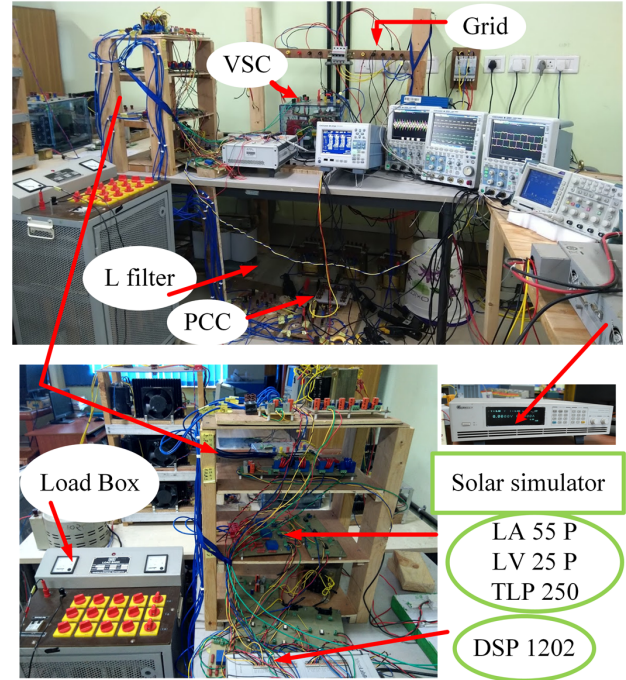 Grid
VSC
L filter
PCC
Load Box
Solar simulator
LA 55 P
LV 25 P
TLP 250
DSP 1202